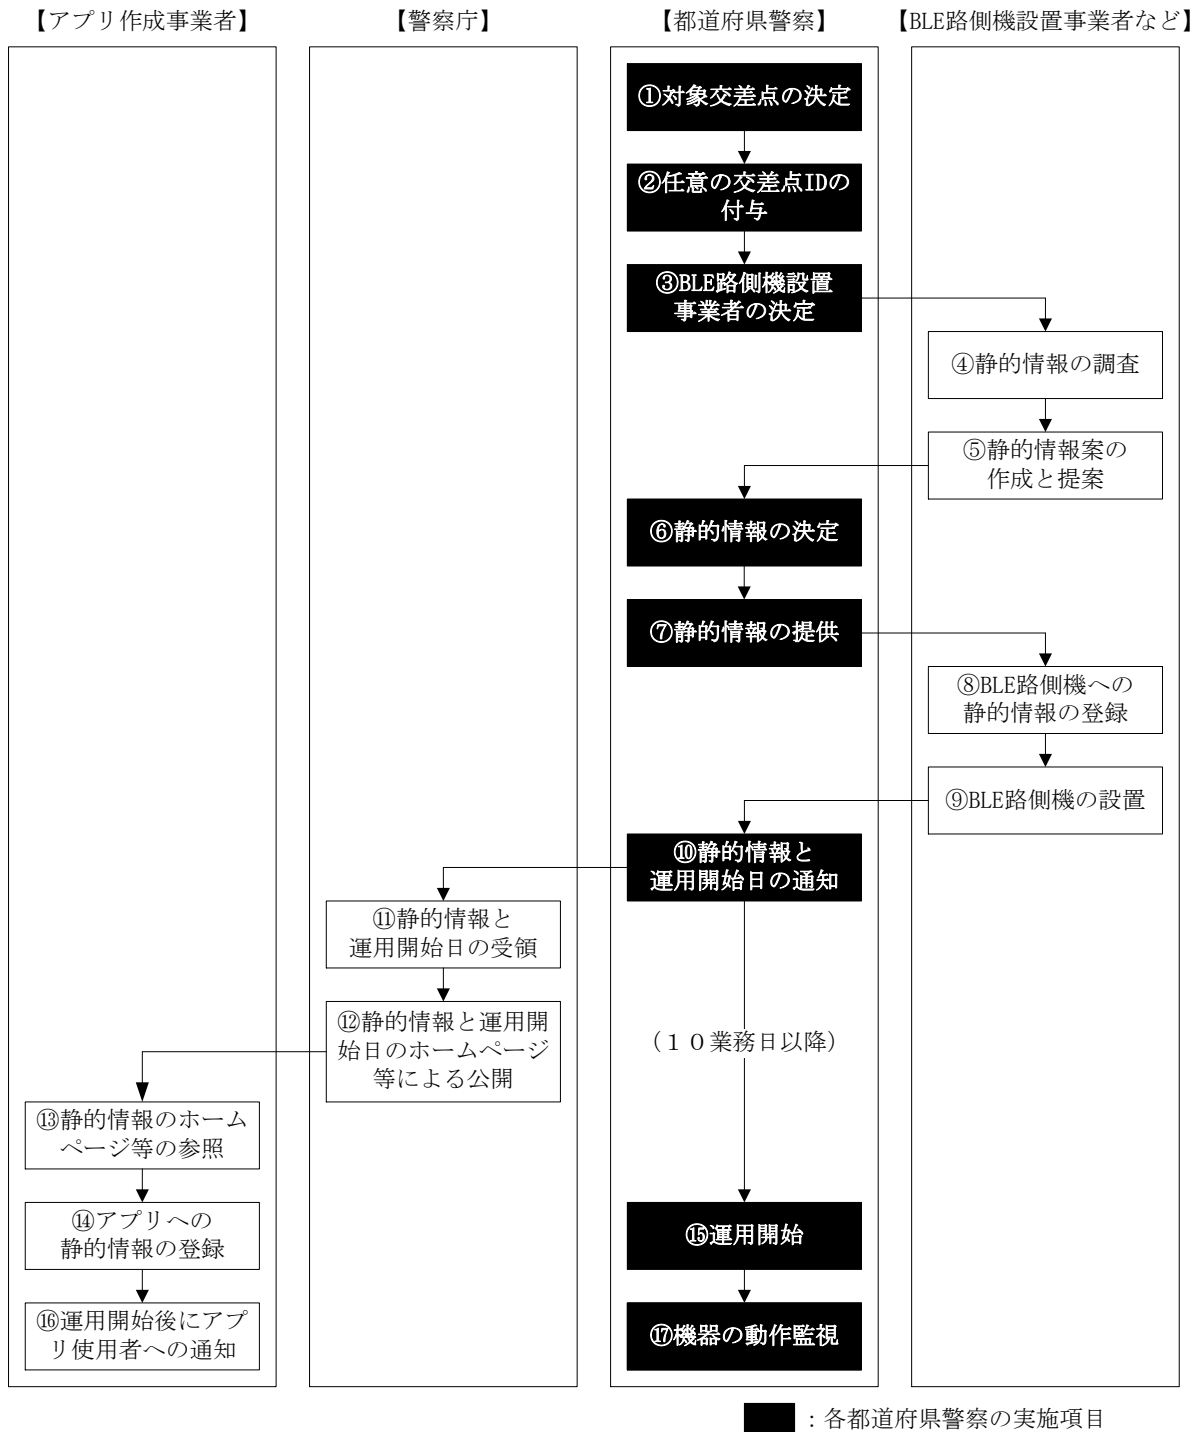 【アプリ作成事業者】
【警察庁】
【都道府県警察】
【BLE路側機設置事業者など】
①対象交差点の決定
②任意の交差点IDの
付与
③BLE路側機設置
事業者の決定
④静的情報の調査
⑤静的情報案の
作成と提案
⑥静的情報の決定
⑦静的情報の提供
⑧BLE路側機への
静的情報の登録
⑨BLE路側機の設置
⑩静的情報と
運用開始日の通知
⑪静的情報と
運用開始日の受領
⑫静的情報と運用開
始日のホームページ
等による公開
（１０業務日以降）
⑬静的情報のホーム
ページ等の参照
⑭アプリへの
静的情報の登録
⑮運用開始
⑯運用開始後にアプ
リ使用者への通知
⑰機器の動作監視
：各都道府県警察の実施項目